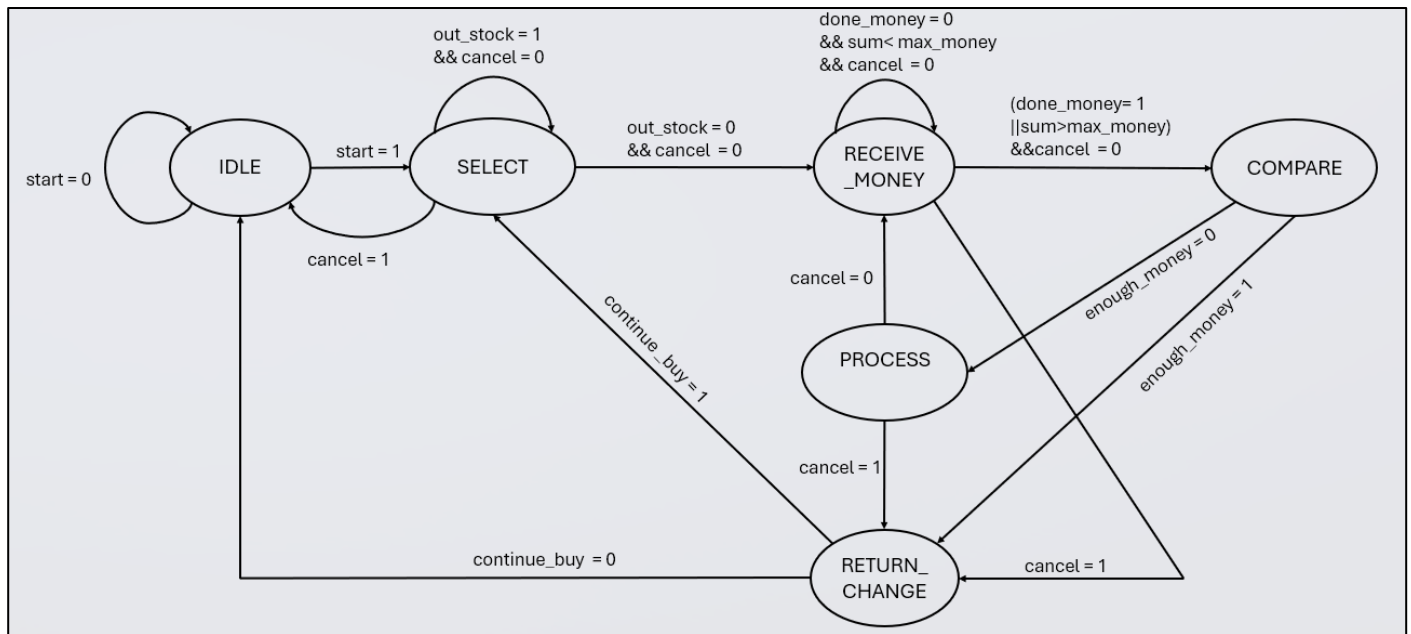 out_stock = 1
&& cancel = 0
done_money = 0
&& sum< max_money
&& cancel = 0
start = 0
IDLE
start = 1
SELECT
out_stock = 0
&& cancel = 0
RECEIVE
_MONEY
(done_money= 1
||sum>max_money)
&&cancel = 0
COMPARE
cancel = 1
cancel = 0
enough_money = 0
enough_money = 1
continue_buy = 1
PROCESS
cancel = 1
continue_buy = 0
RETURN_
CHANGE
cancel = 1